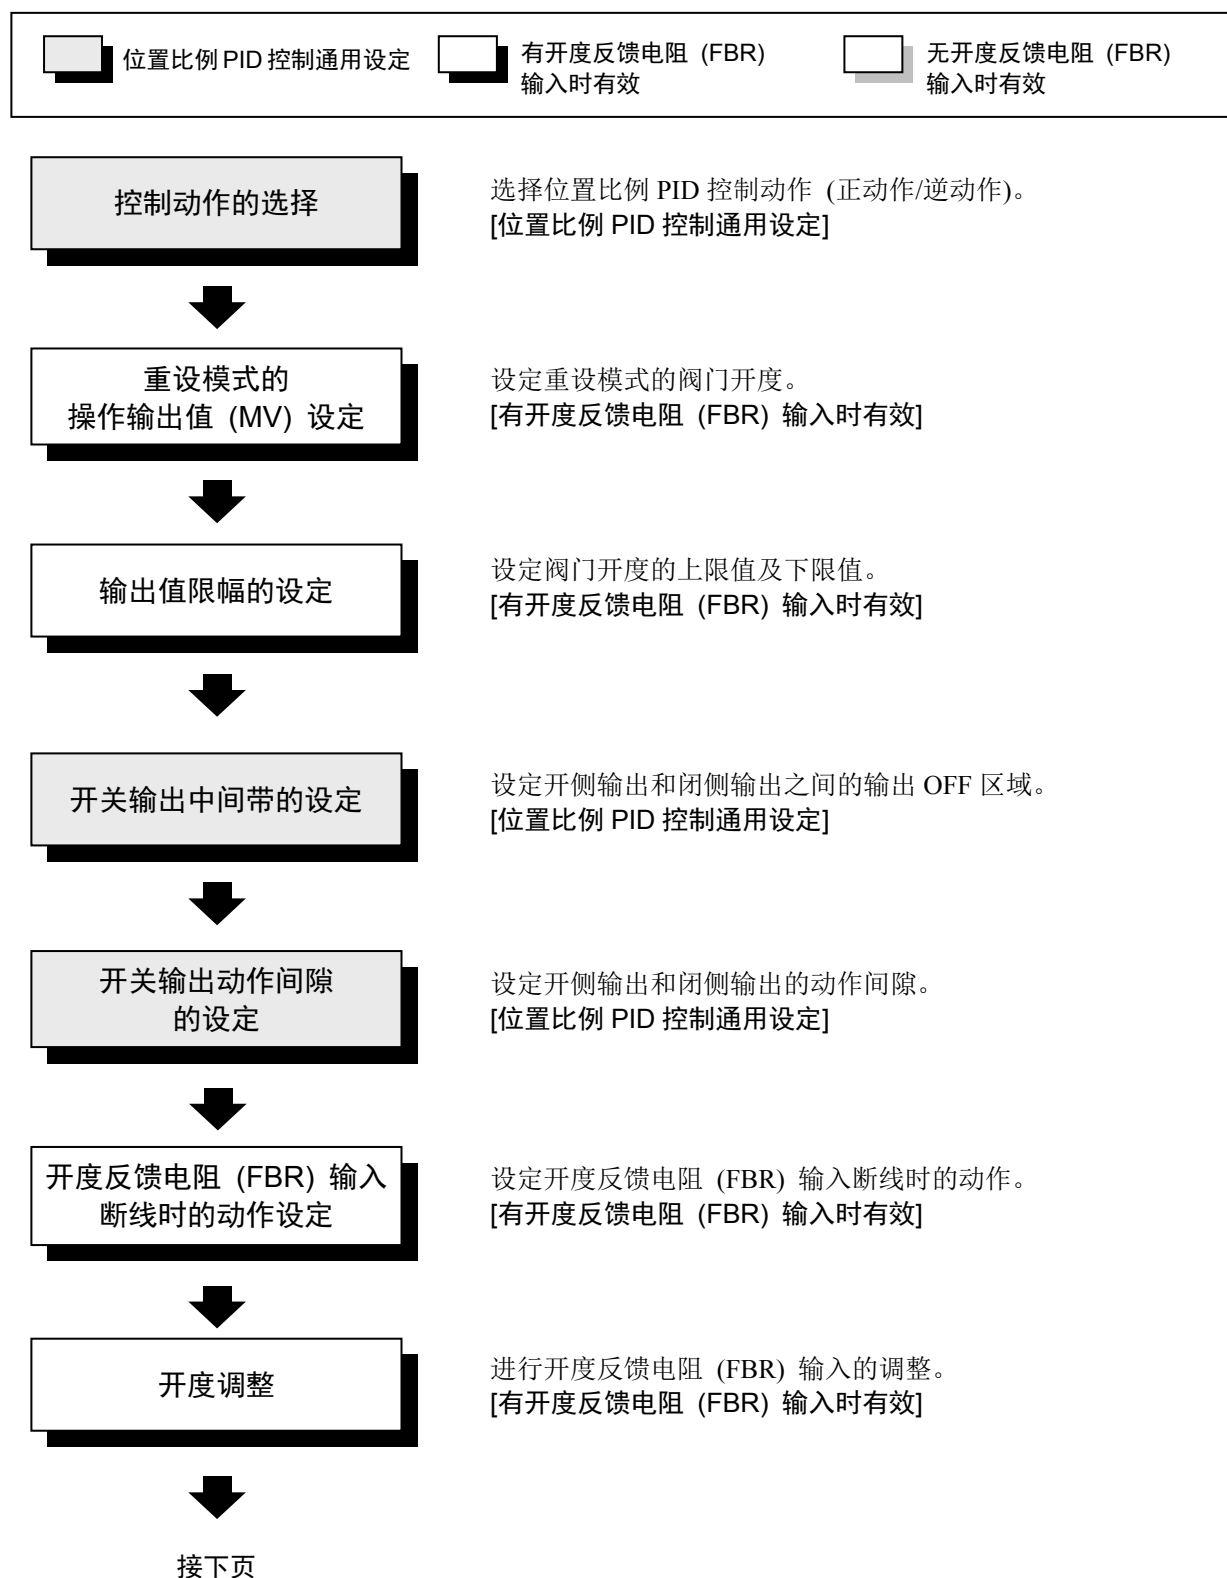 位置比例 PID 控制通用设定
有开度反馈电阻 (FBR)
输入时有效
无开度反馈电阻 (FBR)
输入时有效
控制动作的选择
选择位置比例 PID 控制动作 (正动作/逆动作)。
[位置比例 PID 控制通用设定]
重设模式的
操作输出值 (MV) 设定
设定重设模式的阀门开度。
[有开度反馈电阻 (FBR) 输入时有效]
输出值限幅的设定
设定阀门开度的上限值及下限值。
[有开度反馈电阻 (FBR) 输入时有效]
开关输出中间带的设定
设定开侧输出和闭侧输出之间的输出 OFF 区域。
[位置比例 PID 控制通用设定]
开关输出动作间隙
的设定
设定开侧输出和闭侧输出的动作间隙。
[位置比例 PID 控制通用设定]
开度反馈电阻 (FBR) 输入
断线时的动作设定
设定开度反馈电阻 (FBR) 输入断线时的动作。
[有开度反馈电阻 (FBR) 输入时有效]
开度调整
进行开度反馈电阻 (FBR) 输入的调整。
[有开度反馈电阻 (FBR) 输入时有效]
接下页